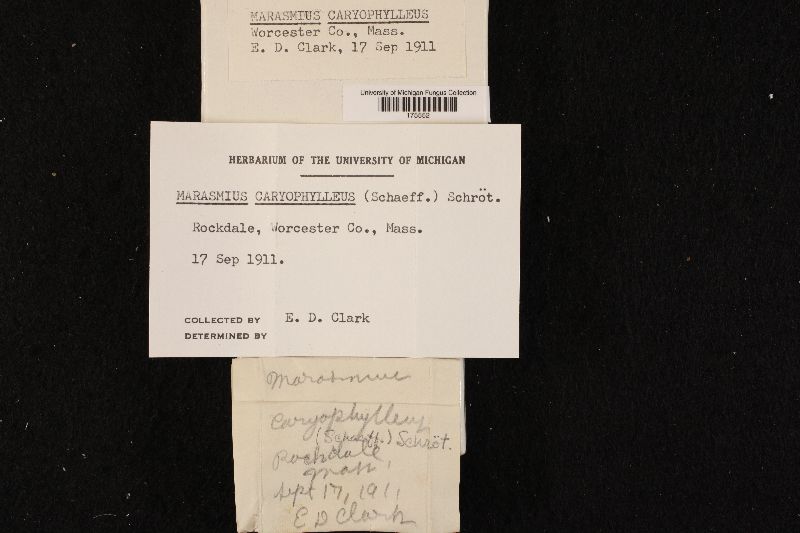 MARASMIUS CARYOPHYLLEUS
Worcester Co., Mass.
E. D. Clark, 17 Sep 1911
University of Michigan Fungus Collection
175552
HERBARIUM OF THE UNIVERSITY OF MICHIGAN
MARASMIUS CARYOPHYLLEUS (Schaeff.) Schröt.
Rockdale, Worcester Co., Mass.
17 Sep 1911.
COLLECTED BY E. D. Clark
DETERMINED BY
Marasmius
Caryophylleus
(Schaeff.) Schröt.
Rockdale,
Mass,
Sept 17, 1911
E D Clark